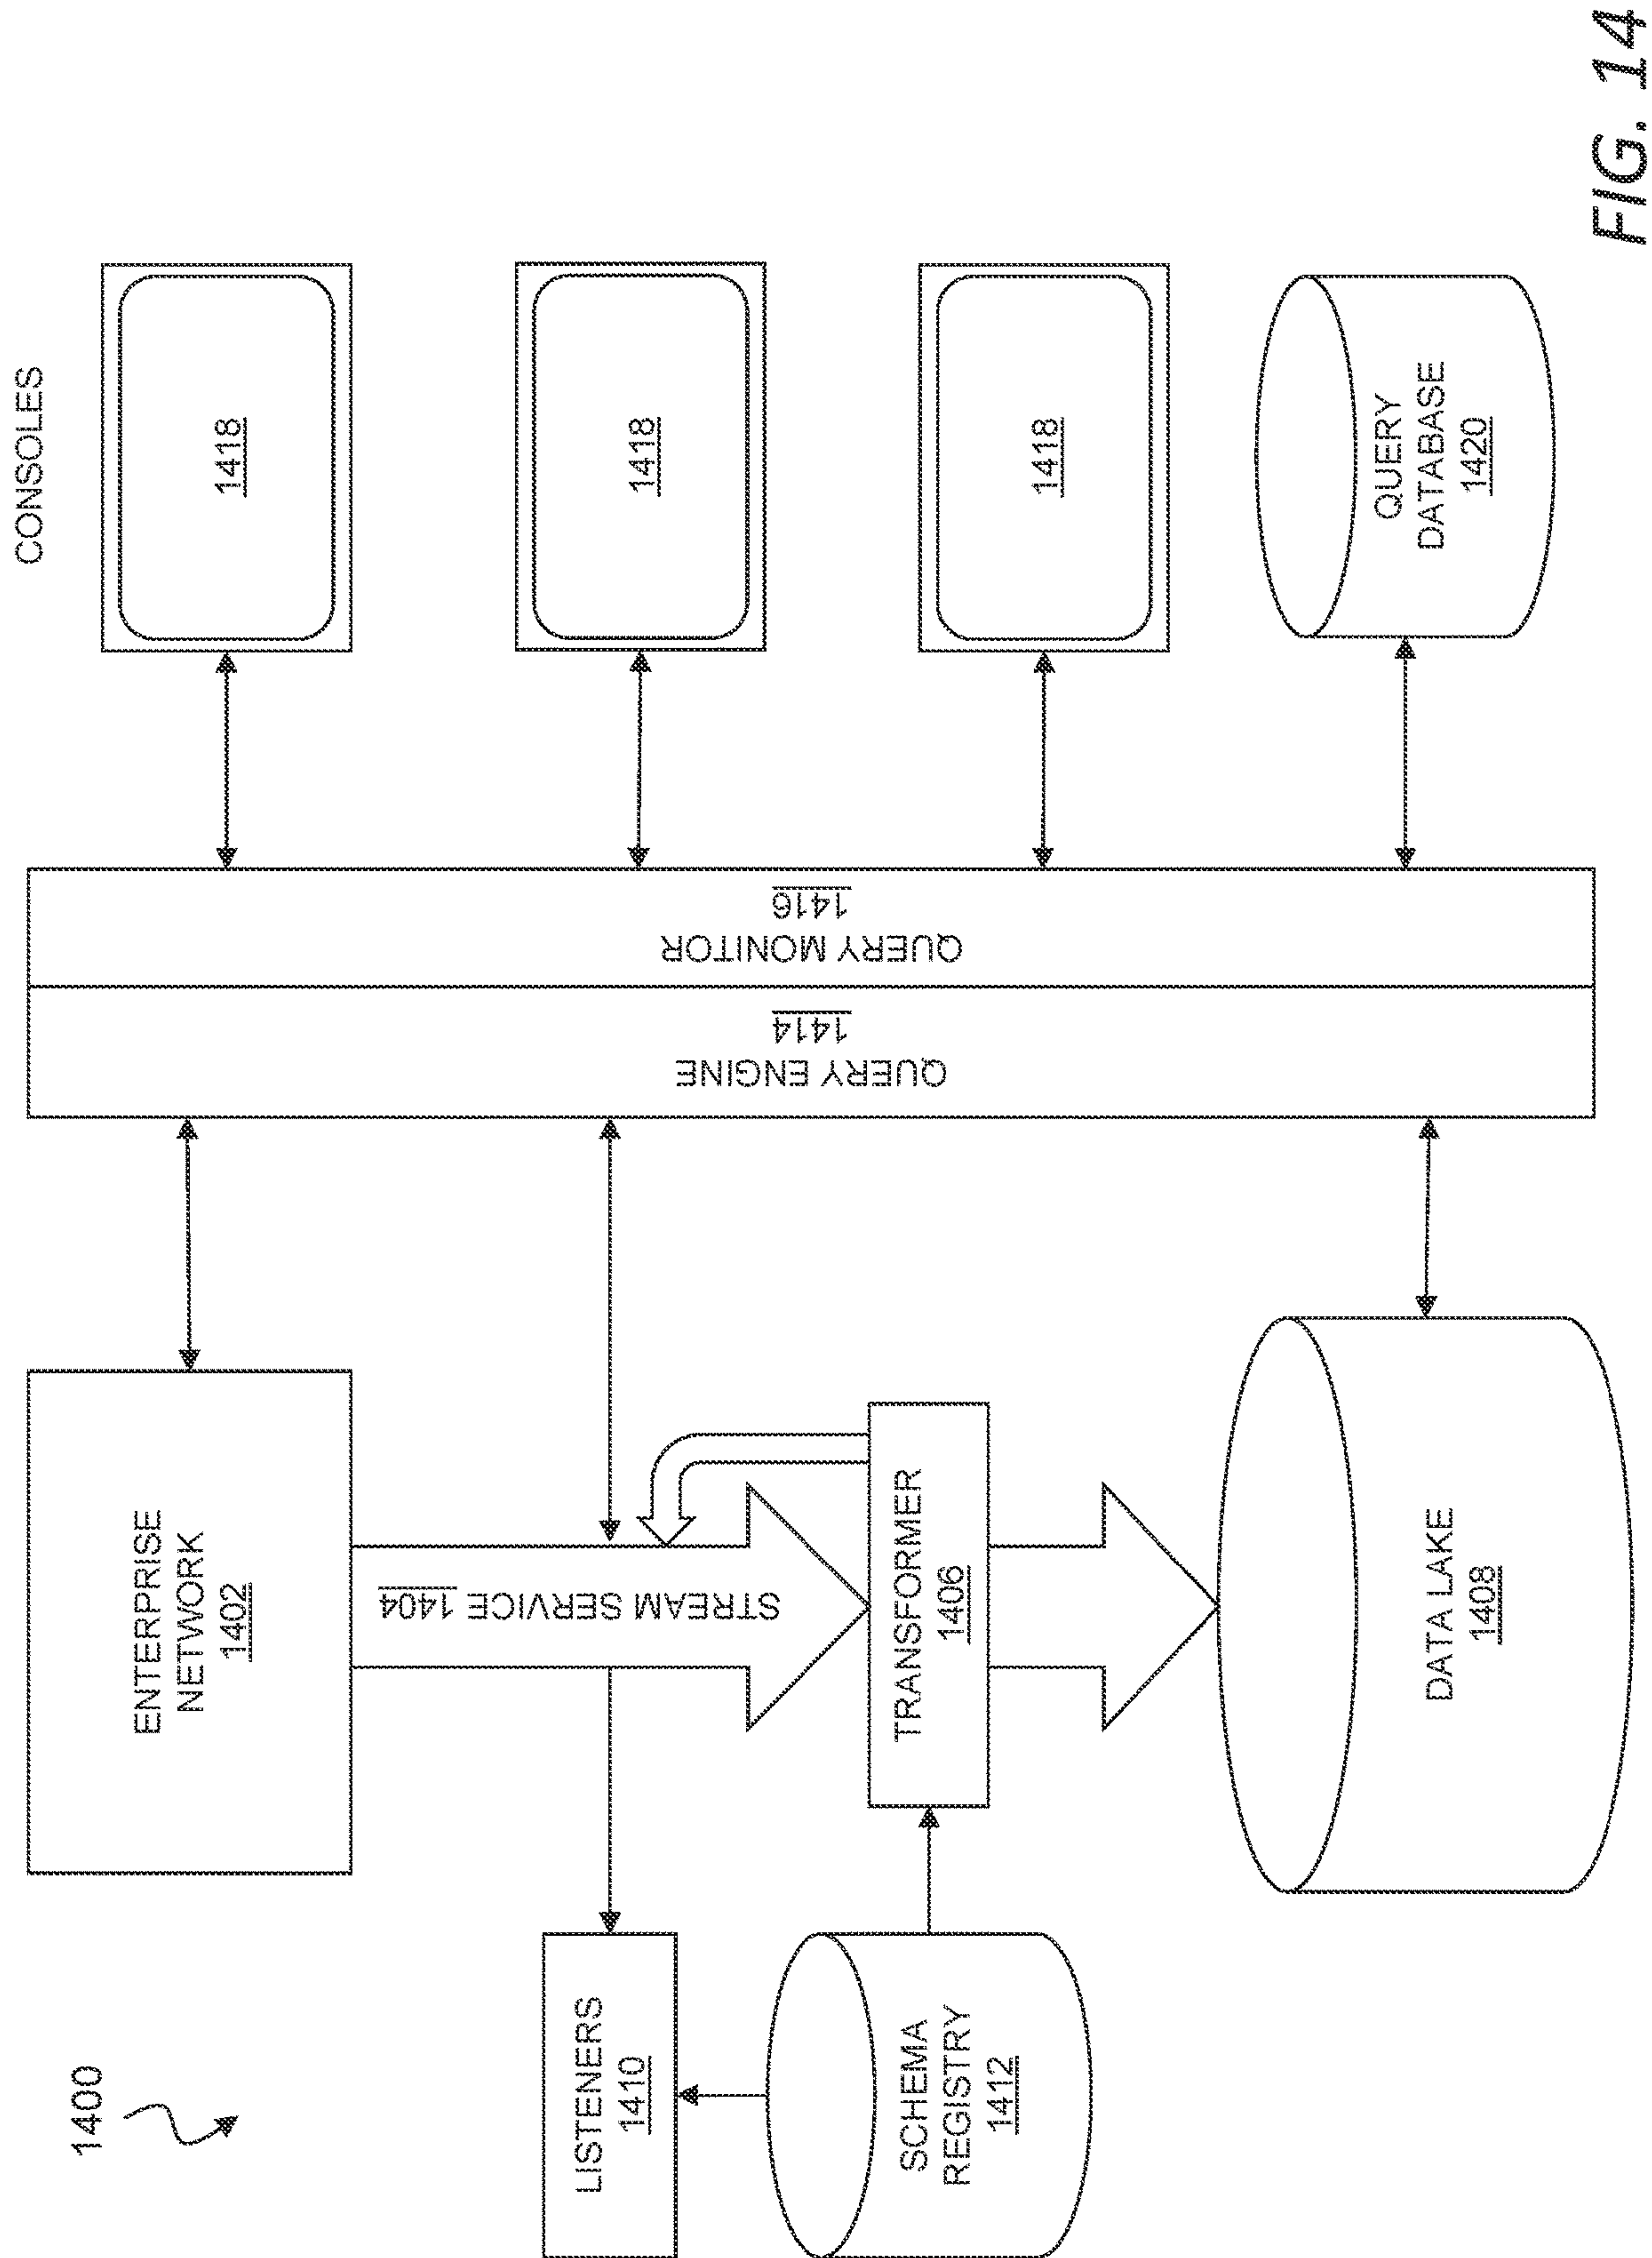 1400
CONSOLES
ENTERPRISE
NETWORK
1402
1418
STREAM SERVICE 1404
LISTENERS
1410
1418
QUERY ENGINE
1414
QUERY MONITOR
1416
TRANSFORMER
1406
SCHEMA
REGISTRY
1412
1418
DATA LAKE
1408
QUERY
DATABASE
1420
FIG. 14